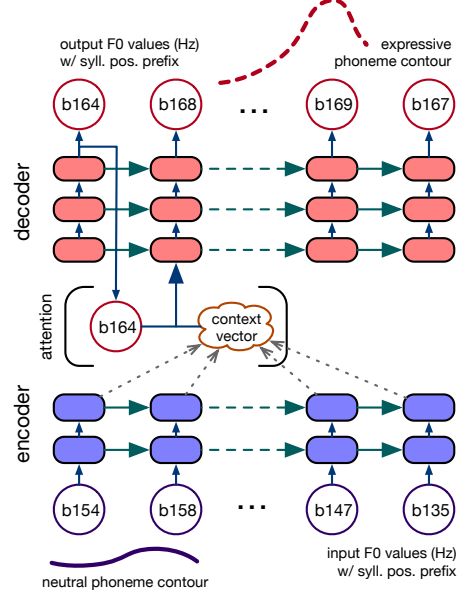 output F0 values (Hz)
w/ syll. pos. prefix
expressive
phoneme contour
b164
b168
...
b169
b167
decoder
attention
b164
context
vector
encoder
b154
b158
...
b147
b135
neutral phoneme contour
input F0 values (Hz)
w/ syll. pos. prefix